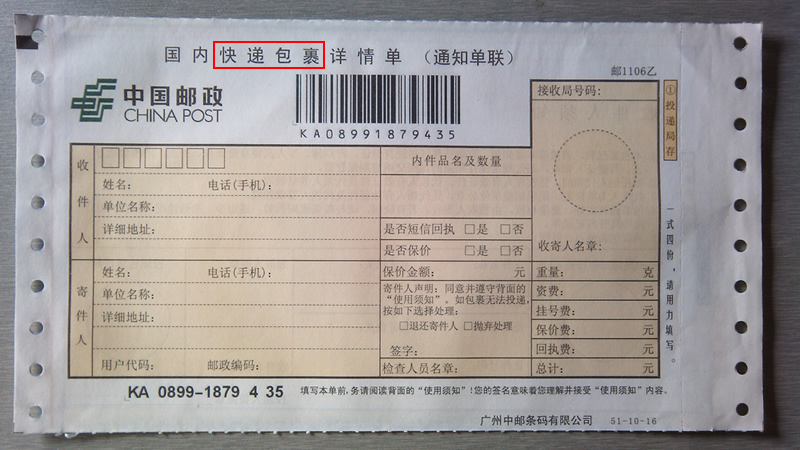 国内快递包裹详情单（通知单联）
邮1106乙
中国邮政
CHINA POST
KA08991879435
接收局号码：
①投递局存
收件人
姓名： 电话(手机)：
单位名称：
详细地址：
内件品名及数量
是否短信回执 □是 □否
是否保价 □是 □否
收寄人名章：
一式四份，请用力填写。
寄件人
姓名： 电话(手机)：
单位名称：
详细地址：
用户代码： 邮政编码：
保价金额： 元
寄件人声明：同意并遵守背面的
“使用须知”。如包裹无法投递，
按如下选择处理：
□退还寄件人 □抛弃处理
签字：
检查人员名章：
重量： 克
资费： 元
挂号费： 元
保价费： 元
回执费： 元
总计： 元
KA 0899-1879 4 35
填写本单前,务请阅读背面的“使用须知”!您的签名意味着您理解并接受“使用须知”内容。
广州中邮条码有限公司 51-10-16